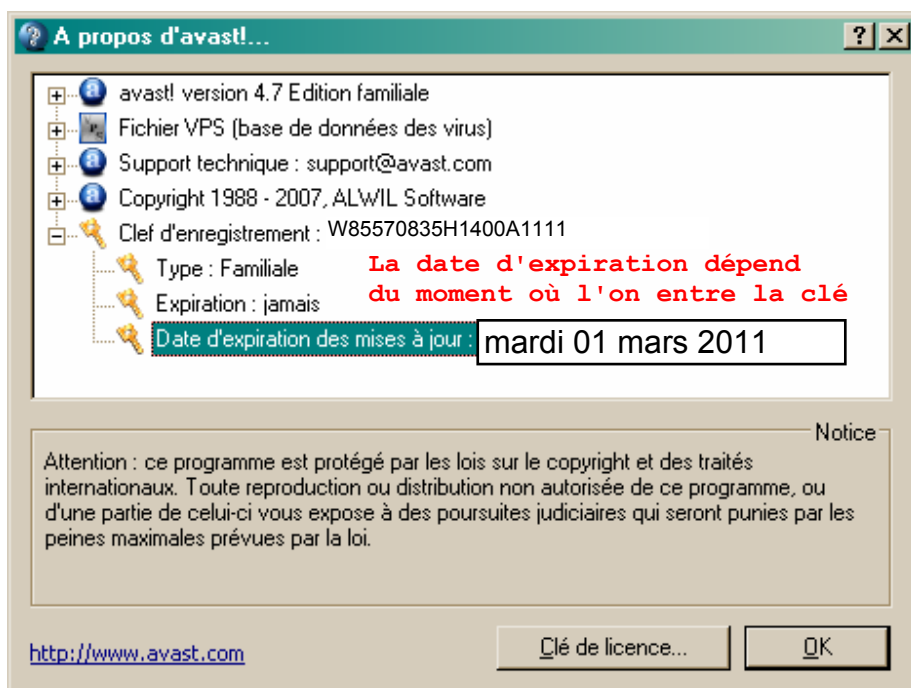 A propos d'avast!...
avast! version 4.7 Edition familiale
Fichier VPS (base de données des virus)
Support technique : support@avast.com
Copyright 1988 - 2007, ALWIL Software
Clef d'enregistrement : W85570835H1400A1111
Type : Familiale
La date d'expiration dépend
du moment où l'on entre la clé
Expiration : jamais
Date d'expiration des mises à jour : mardi 01 mars 2011
Notice
Attention : ce programme est protégé par les lois sur le copyright et des traités
internationaux. Toute reproduction ou distribution non autorisée de ce programme, ou
d'une partie de celui-ci vous expose à des poursuites judiciaires qui seront punies par les
peines maximales prévues par la loi.
http://www.avast.com
Clé de licence...
OK